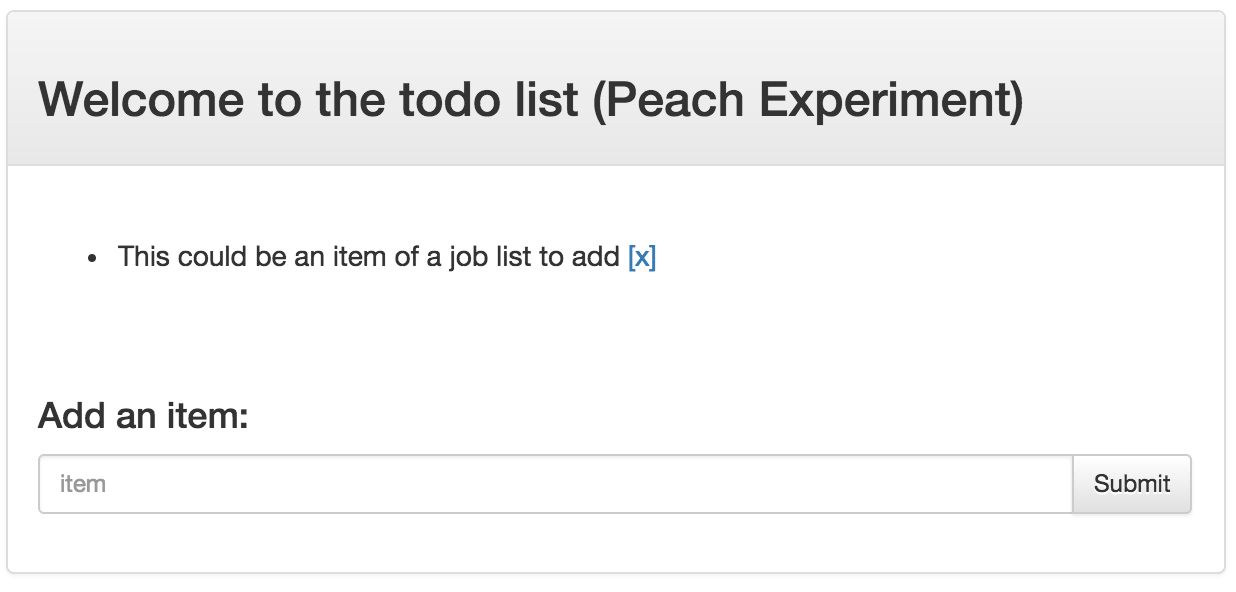 Welcome to the todo list (Peach Experiment)
• This could be an item of a job list to add [x]
Add an item:
item
Submit